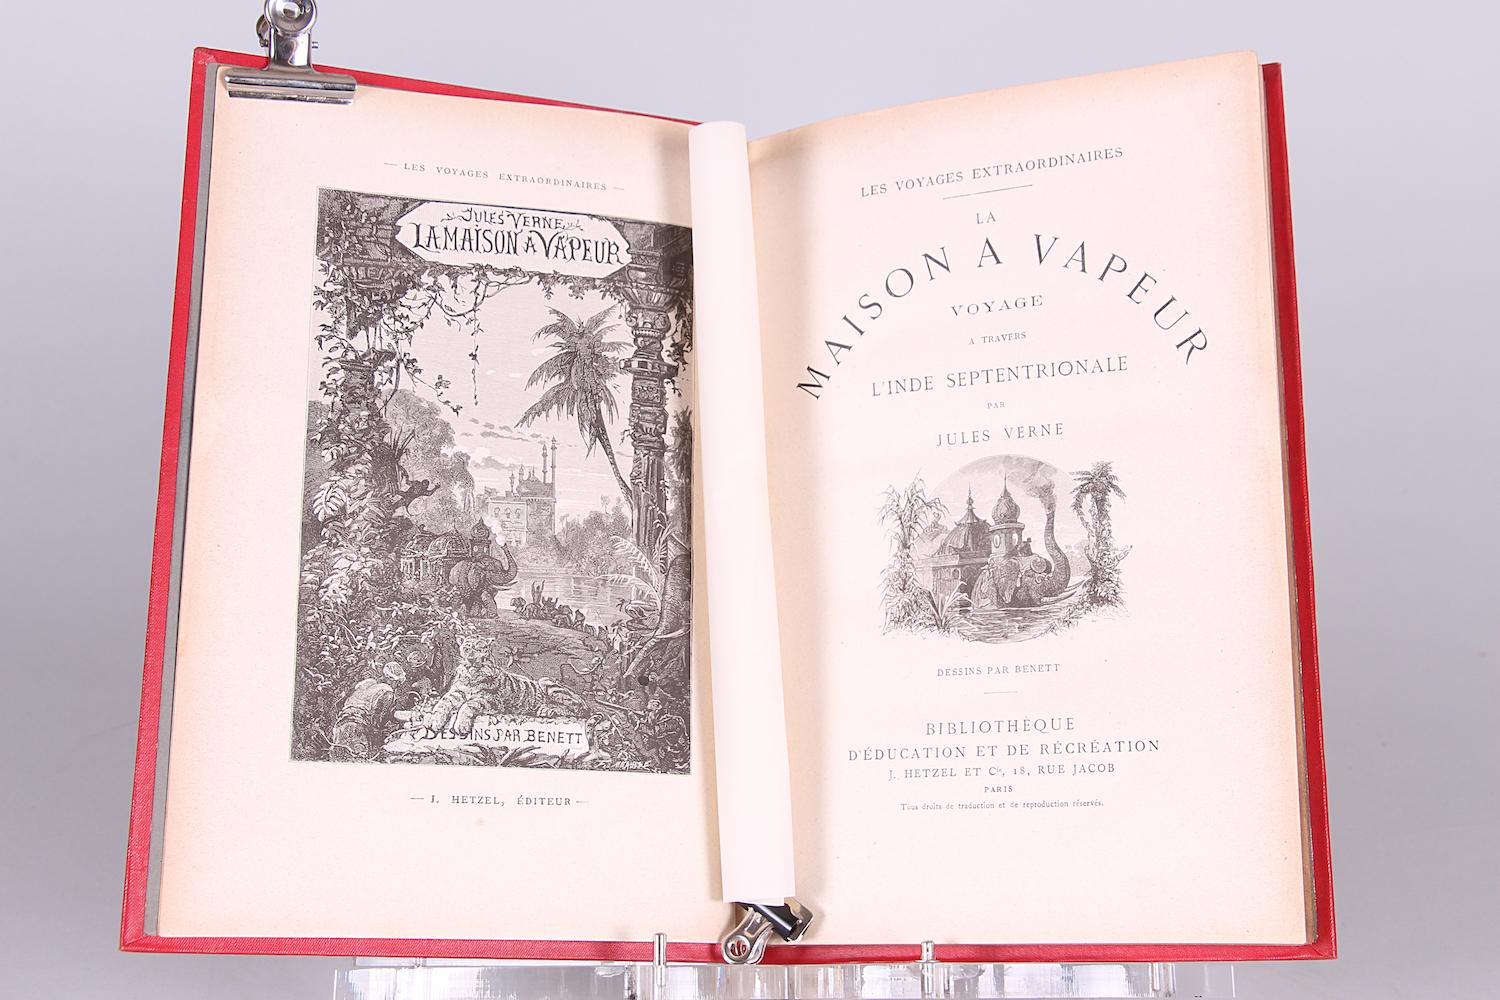 — LES VOYAGES EXTRAORDINAIRES —
JULES VERNE
LA MAISON A VAPEUR
DESSINS PAR BENETT
— J. HETZEL, ÉDITEUR —
LES VOYAGES EXTRAORDINAIRES
LA
MAISON A VAPEUR
VOYAGE
A TRAVERS
L'INDE SEPTENTRIONALE
PAR
JULES VERNE
DESSINS PAR BENETT
BIBLIOTHÈQUE
D'ÉDUCATION ET DE RÉCRÉATION
J. HETZEL ET Cie, 18, RUE JACOB
PARIS
Tous droits de traduction et de reproduction réservés.